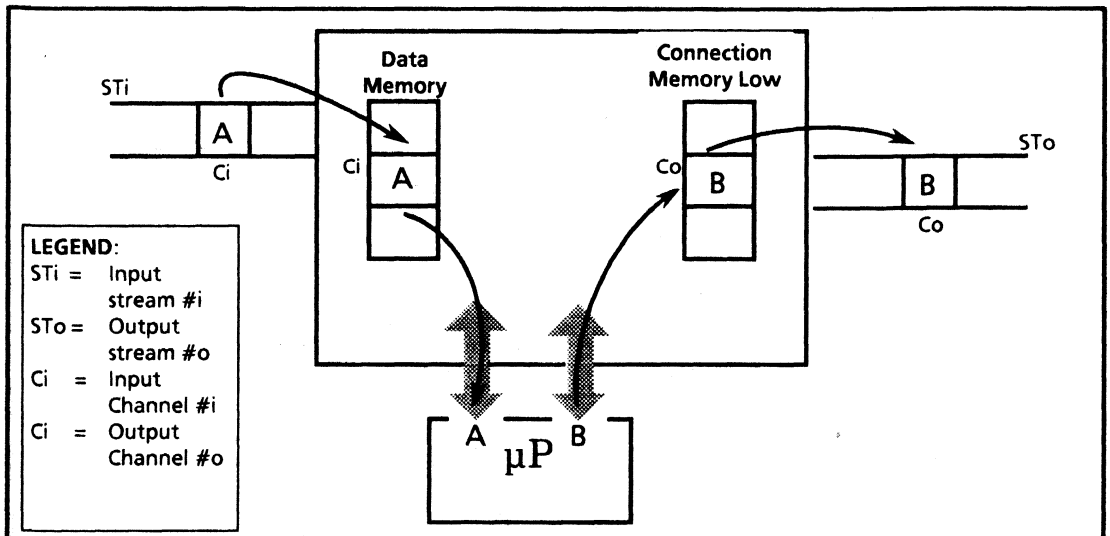 Data
Memory
Connection
Memory Low
STi
A
Ci
Ci
A
Co
B
STo
B
Co
LEGEND:
STi = Input
stream #i
STo = Output
stream #o
Ci = Input
Channel #i
Ci = Output
Channel #o
A B
µP